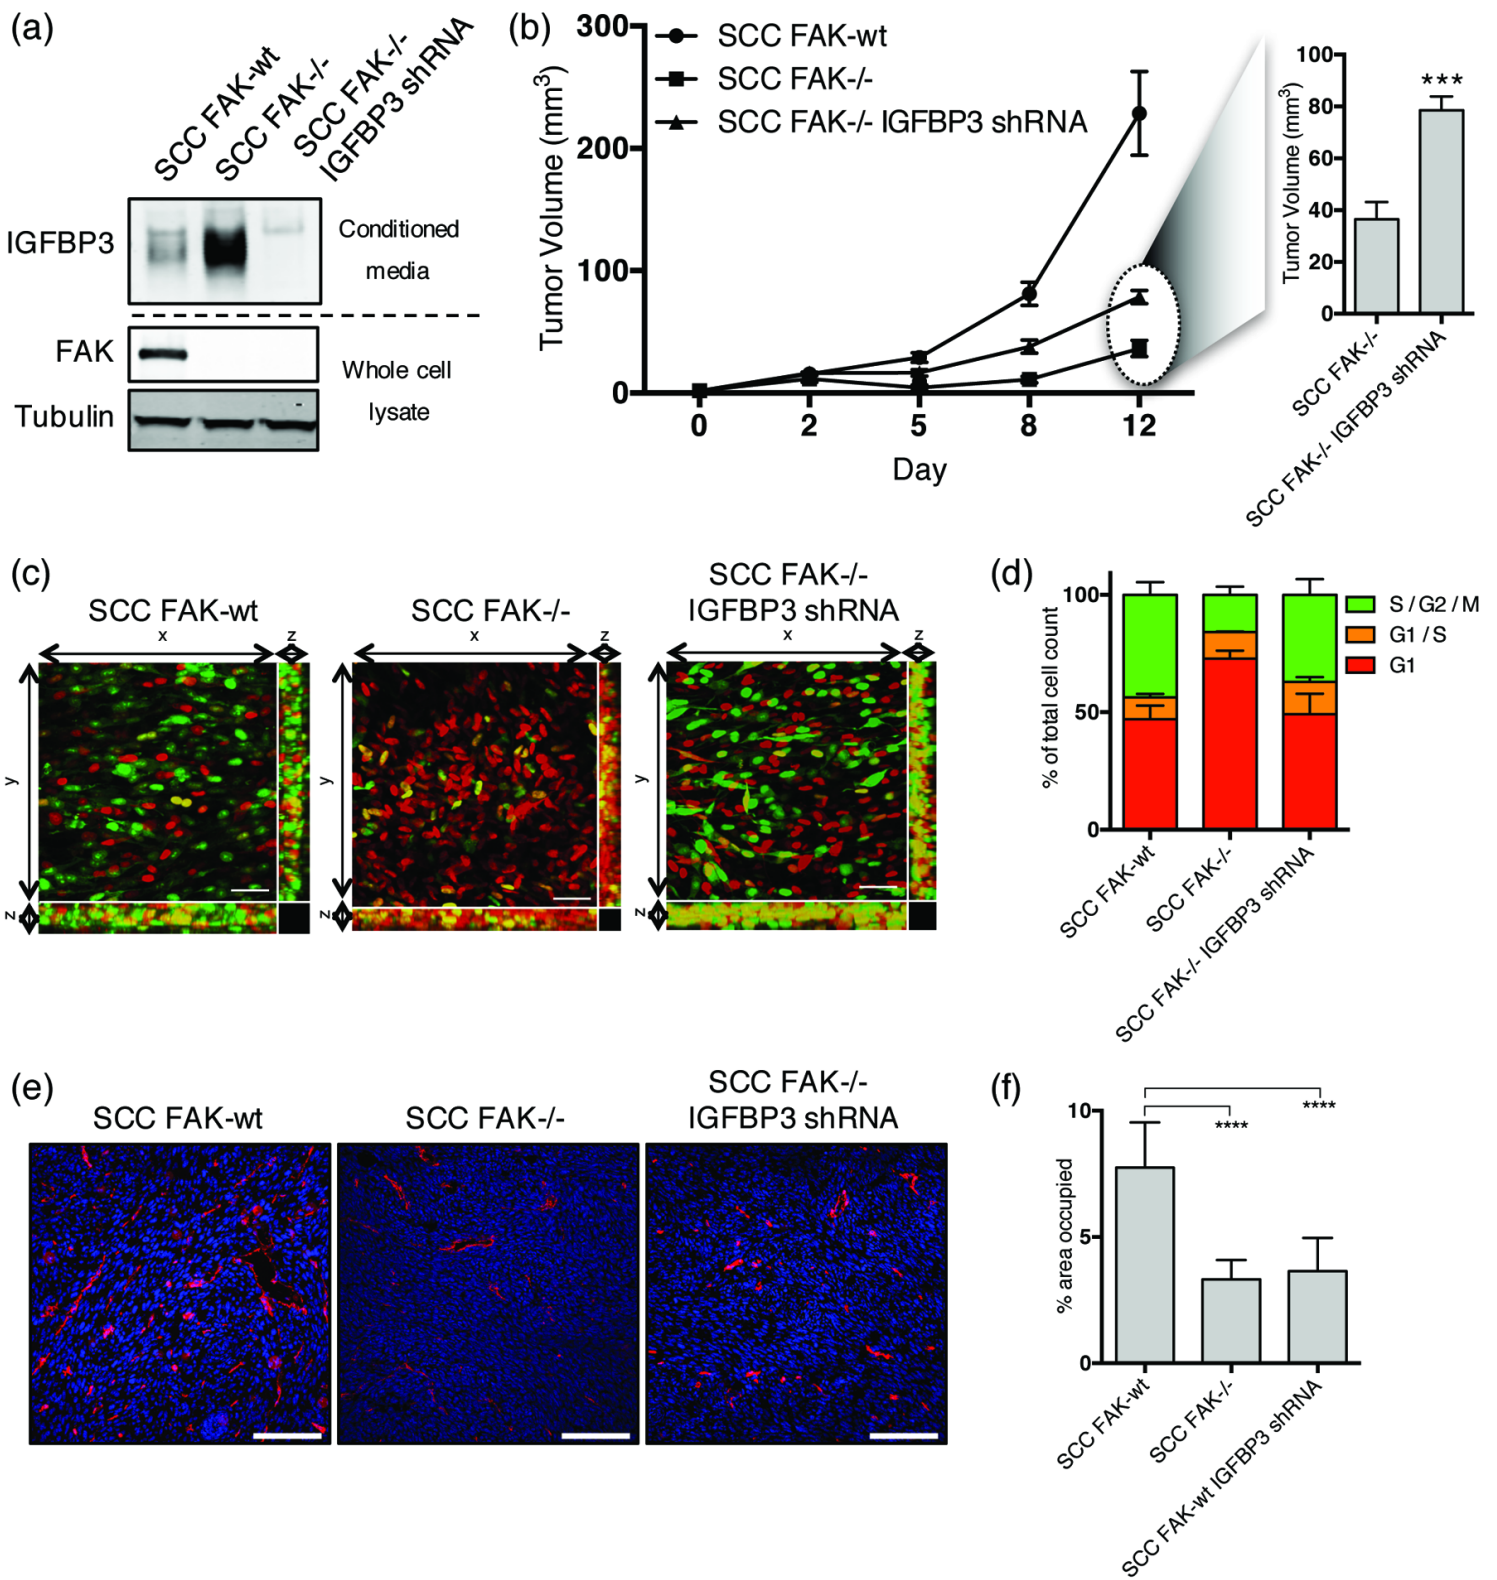 (a)
SCC FAK-wt
SCC FAK-/-
SCC FAK-/-
IGFBP3 shRNA
IGFBP3
Conditioned
media
FAK
Whole cell
Tubulin
lysate
(b)
SCC FAK-wt
SCC FAK-/-
SCC FAK-/- IGFBP3 shRNA
Tumor Volume (mm3)
300
200
100
0
0 2 5 8 12
Day
Tumor Volume (mm3)
100
80
60
40
20
0
***
SCC FAK-/-
SCC FAK-/- IGFBP3 shRNA
(c)
SCC FAK-wt
x z
y
z
SCC FAK-/-
x z
y
z
SCC FAK-/-
IGFBP3 shRNA
x z
y
z
(d)
% of total cell count
100
50
0
S / G2 / M
G1 / S
G1
SCC FAK-wt
SCC FAK-/-
SCC FAK-/- IGFBP3 shRNA
(e)
SCC FAK-wt
SCC FAK-/-
SCC FAK-/-
IGFBP3 shRNA
(f)
% area occupied
10
5
0
****
****
SCC FAK-wt
SCC FAK-/-
SCC FAK-wt IGFBP3 shRNA